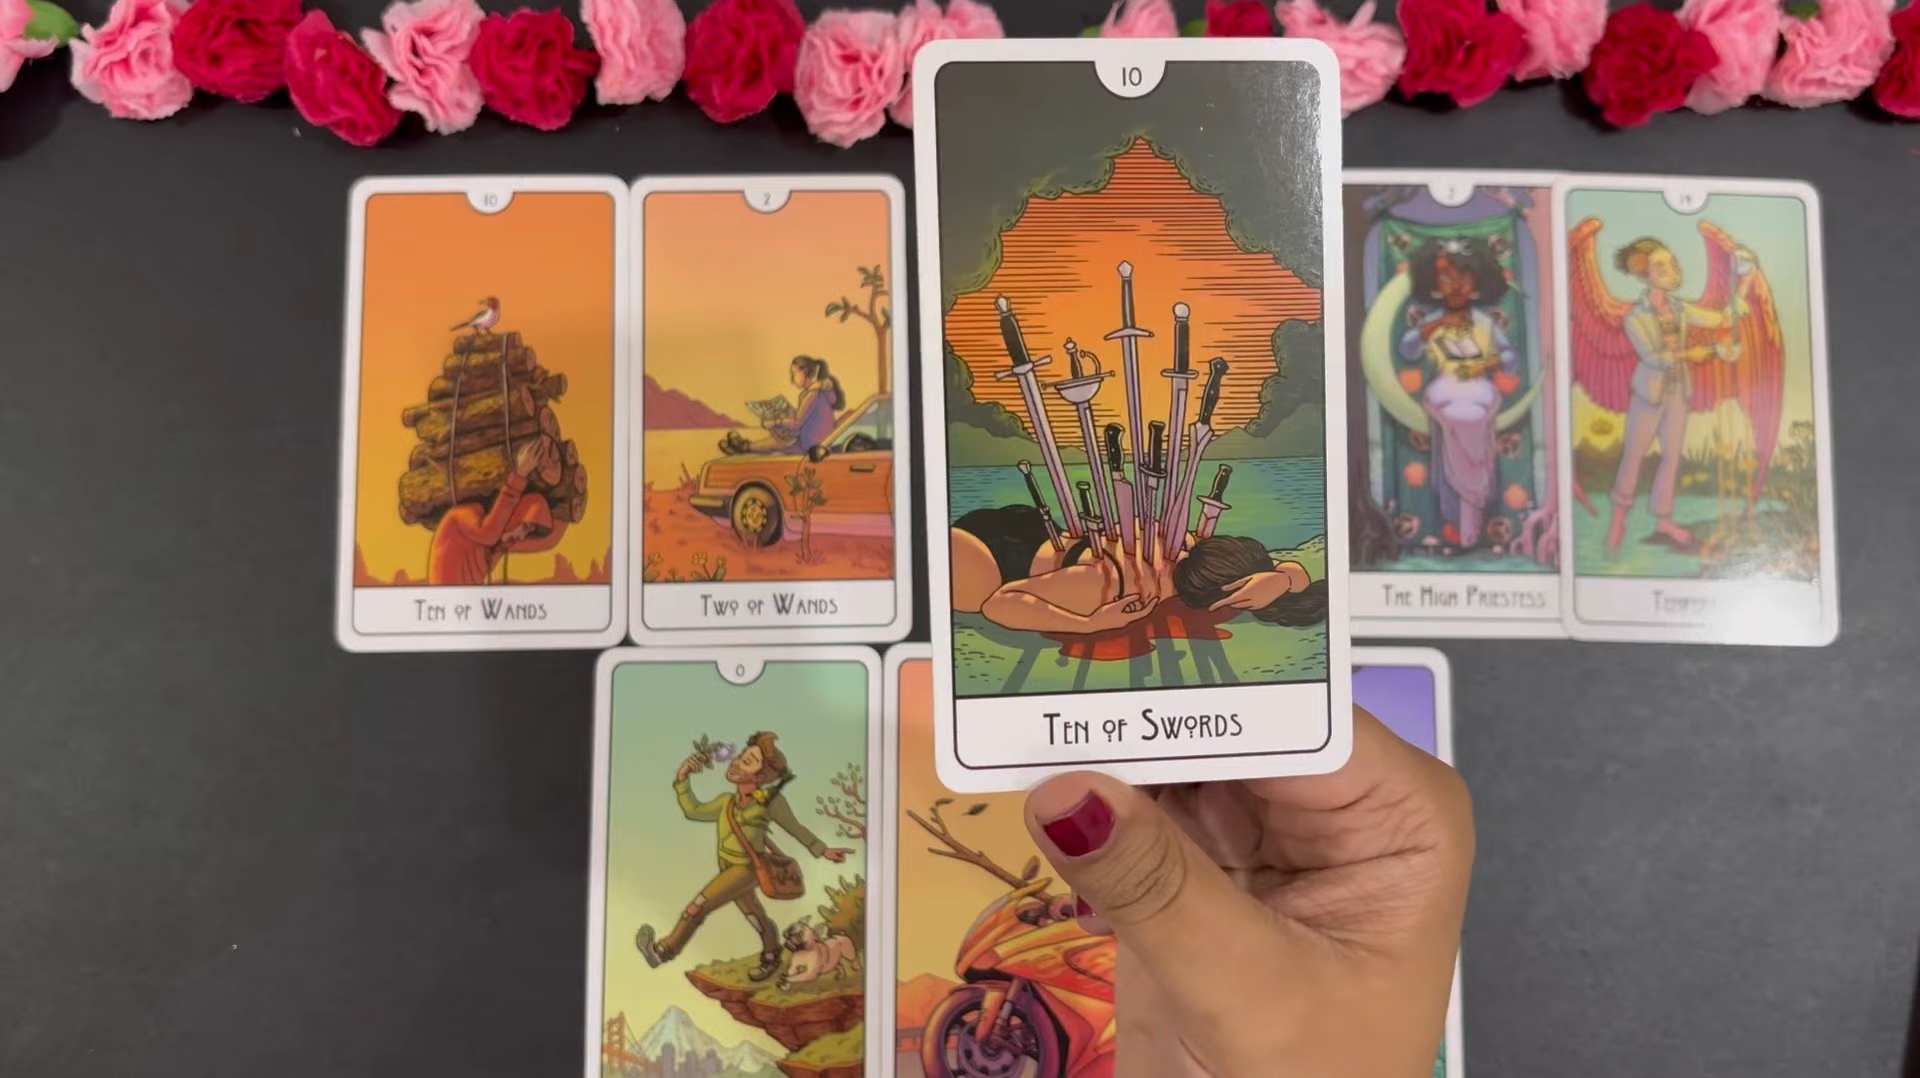 10
2
10
2
14
TEN OF WANDS
TWO OF WANDS
THE HIGH PRIESTESS
0
TEN OF SWORDS